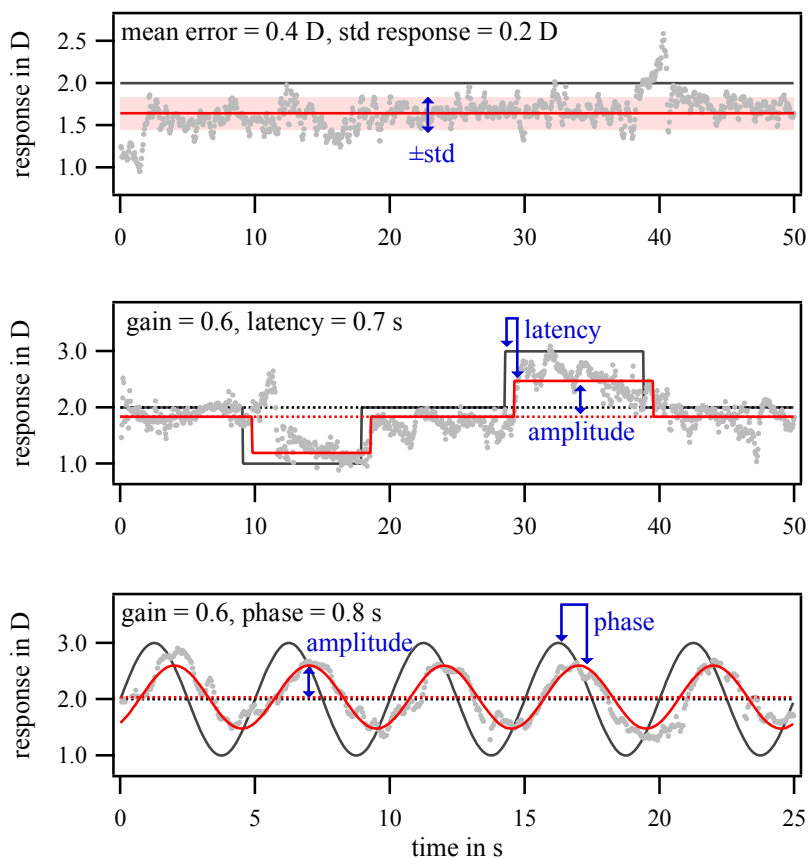 mean error = 0.4 D, std response = 0.2 D
response in D
2.5
2.0
1.5
1.0
±std
0 10 20 30 40 50
gain = 0.6, latency = 0.7 s
latency
response in D
3.0
2.0
1.0
amplitude
0 10 20 30 40 50
gain = 0.6, phase = 0.8 s
phase
amplitude
response in D
3.0
2.0
1.0
0 5 10 15 20 25
time in s